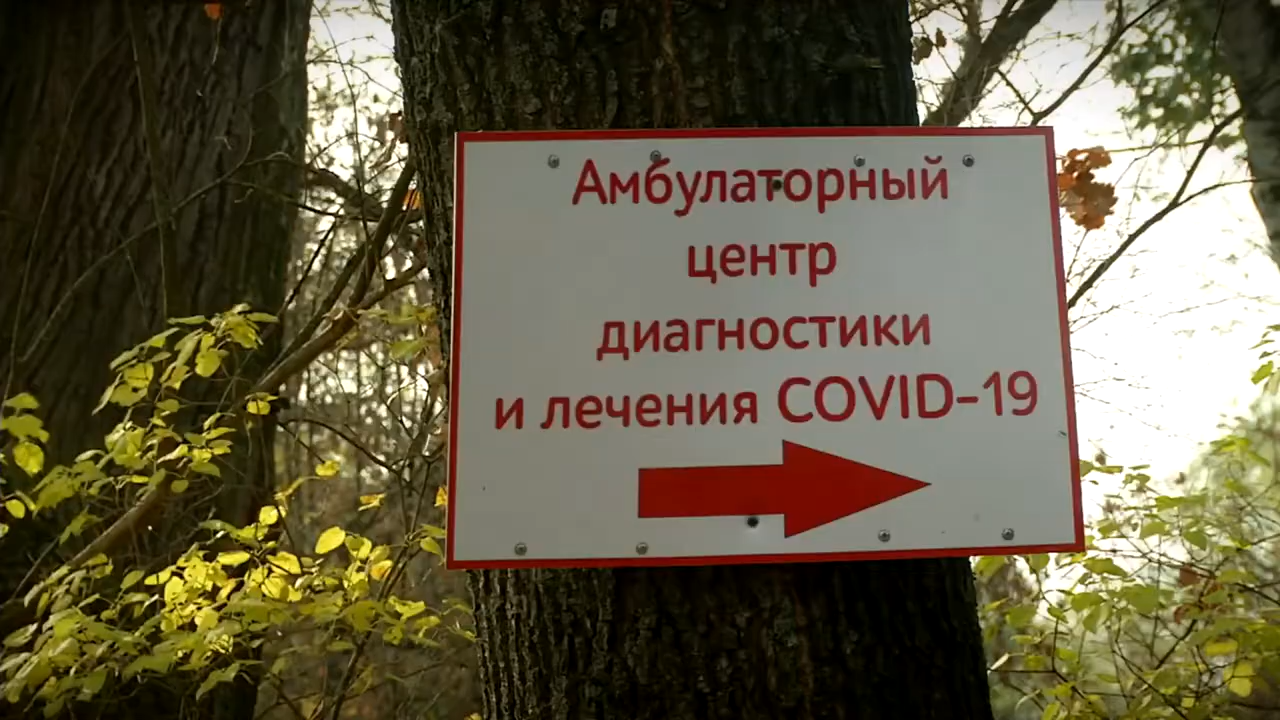 Амбулаторный
центр
диагностики
и лечения COVID-19